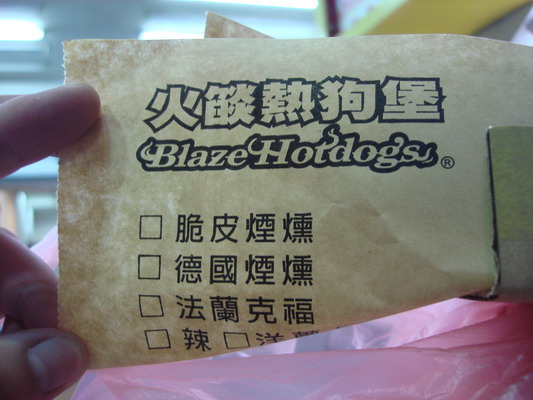 火燄熱狗堡
Blaze Hotdogs ®
□ 脆皮煙燻
□ 德國煙燻
□ 法蘭克福
□ 辣 □ 洋